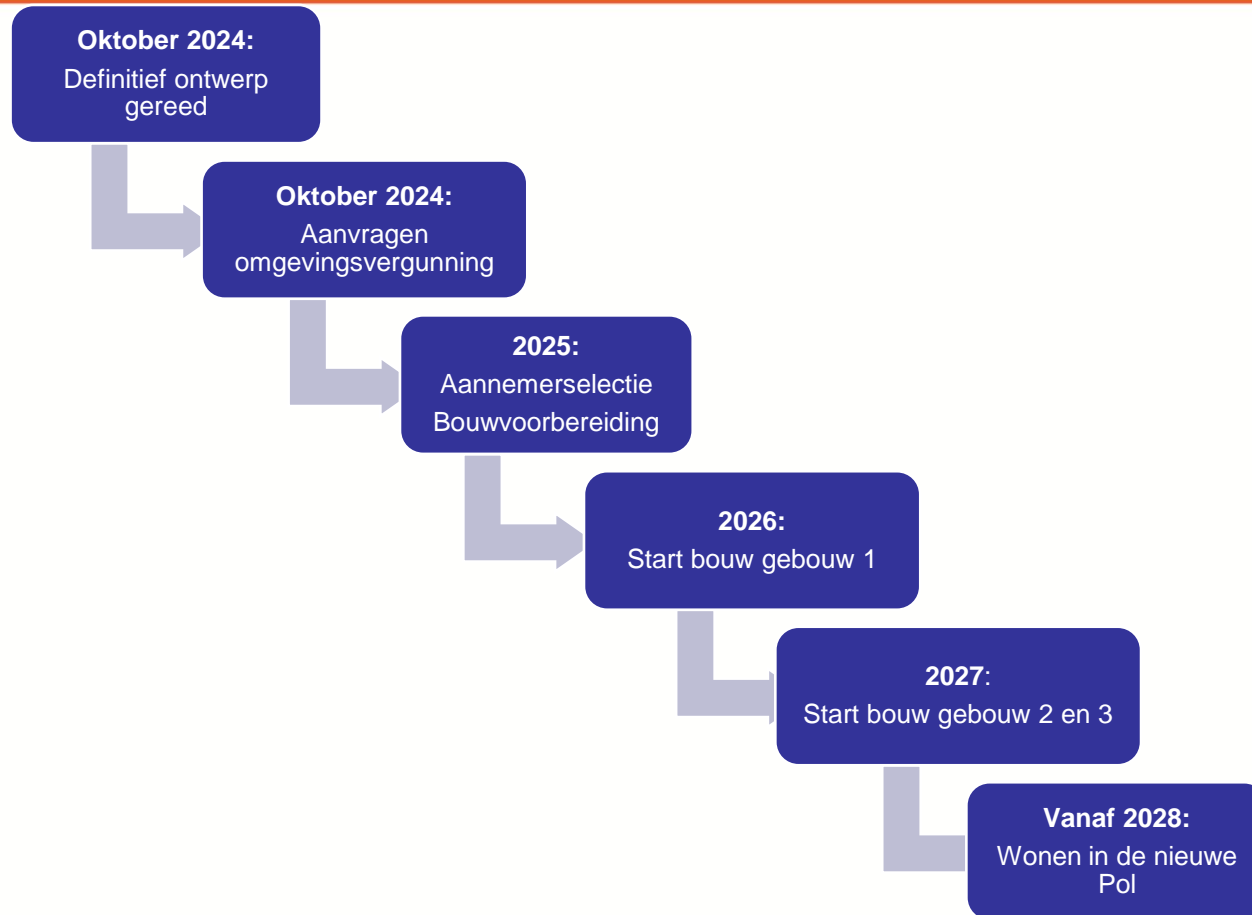 Oktober 2024:
Definitief ontwerp
gereed
Oktober 2024:
Aanvragen
omgevingsvergunning
2025:
Aannemerselectie
Bouwvoorbereiding
2026:
Start bouw gebouw 1
2027:
Start bouw gebouw 2 en 3
Vanaf 2028:
Wonen in de nieuwe
Pol